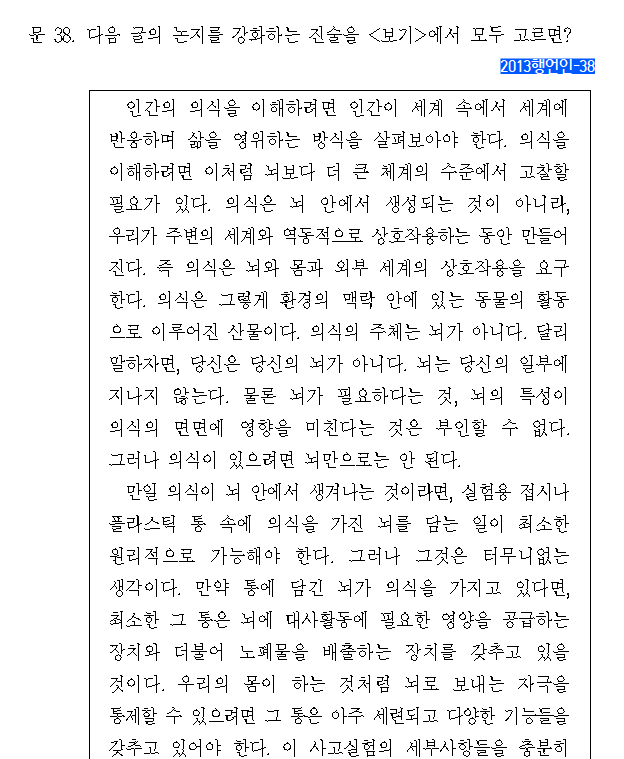 문 38. 다음 글의 논지를 강화하는 진술을 <보기>에서 모두 고르면?
2013행언인-38
인간의 의식을 이해하려면 인간이 세계 속에서 세계에
반응하며 삶을 영위하는 방식을 살펴보아야 한다. 의식을
이해하려면 이처럼 뇌보다 더 큰 체계의 수준에서 고찰할
필요가 있다. 의식은 뇌 안에서 생성되는 것이 아니라,
우리가 주변의 세계와 역동적으로 상호작용하는 동안 만들어
진다. 즉 의식은 뇌와 몸과 외부 세계의 상호작용을 요구
한다. 의식은 그렇게 환경의 맥락 안에 있는 동물의 활동
으로 이루어진 산물이다. 의식의 주체는 뇌가 아니다. 달리
말하자면, 당신은 당신의 뇌가 아니다. 뇌는 당신의 일부에
지나지 않는다. 물론 뇌가 필요하다는 것, 뇌의 특성이
의식의 면면에 영향을 미친다는 것은 부인할 수 없다.
그러나 의식이 있으려면 뇌만으로는 안 된다.
만일 의식이 뇌 안에서 생겨나는 것이라면, 실험용 접시나
플라스틱 통 속에 의식을 가진 뇌를 담는 일이 최소한
원리적으로 가능해야 한다. 그러나 그것은 터무니없는
생각이다. 만약 통에 담긴 뇌가 의식을 가지고 있다면,
최소한 그 통은 뇌에 대사활동에 필요한 영양을 공급하는
장치와 더불어 노폐물을 배출하는 장치를 갖추고 있을
것이다. 우리의 몸이 하는 것처럼 뇌로 보내는 자극을
통제할 수 있으려면 그 통은 아주 세련되고 다양한 기능들을
갖추고 있어야 한다. 이 사고실험의 세부사항들을 충분히